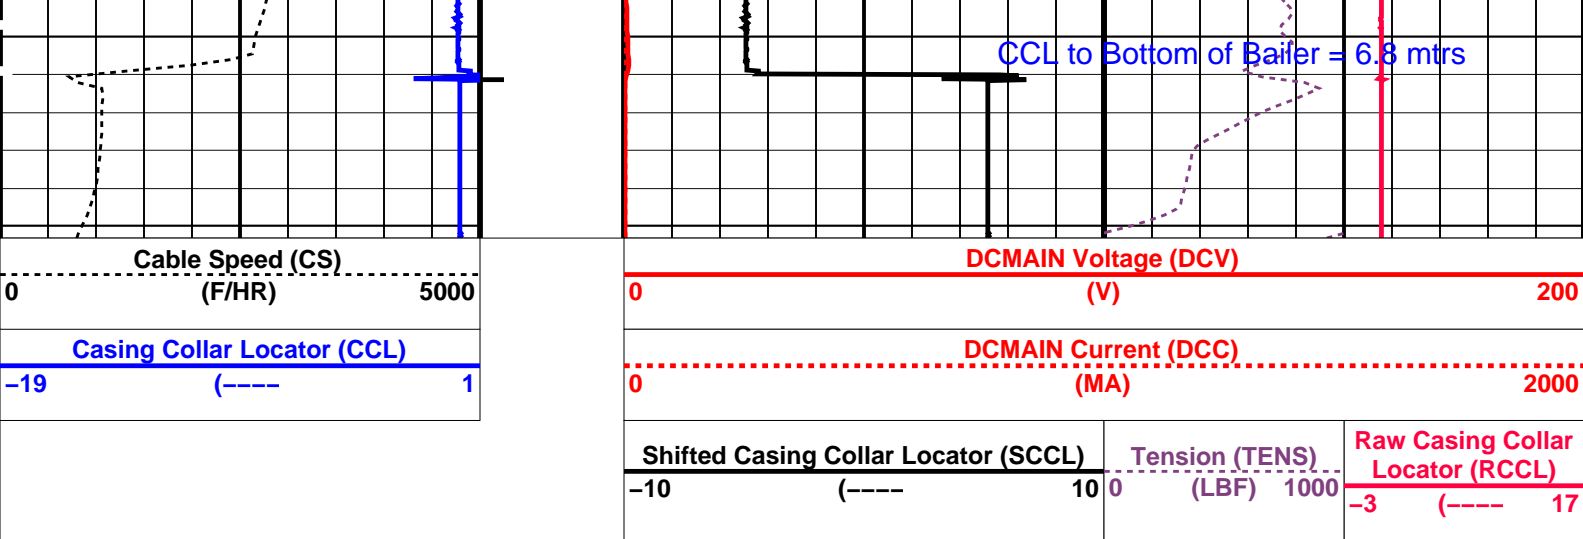 CCL to Bottom of Bailer = 6.8 mtrs
Cable Speed (CS)
0 (F/HR) 5000
Casing Collar Locator (CCL)
−19 (−−−− 1
DCMAIN Voltage (DCV)
0 (V) 200
DCMAIN Current (DCC)
0 (MA) 2000
Shifted Casing Collar Locator (SCCL)
−10 (−−−− 10
Tension (TENS)
0 (LBF) 1000
Raw Casing Collar
Locator (RCCL)
−3 (−−−− 17